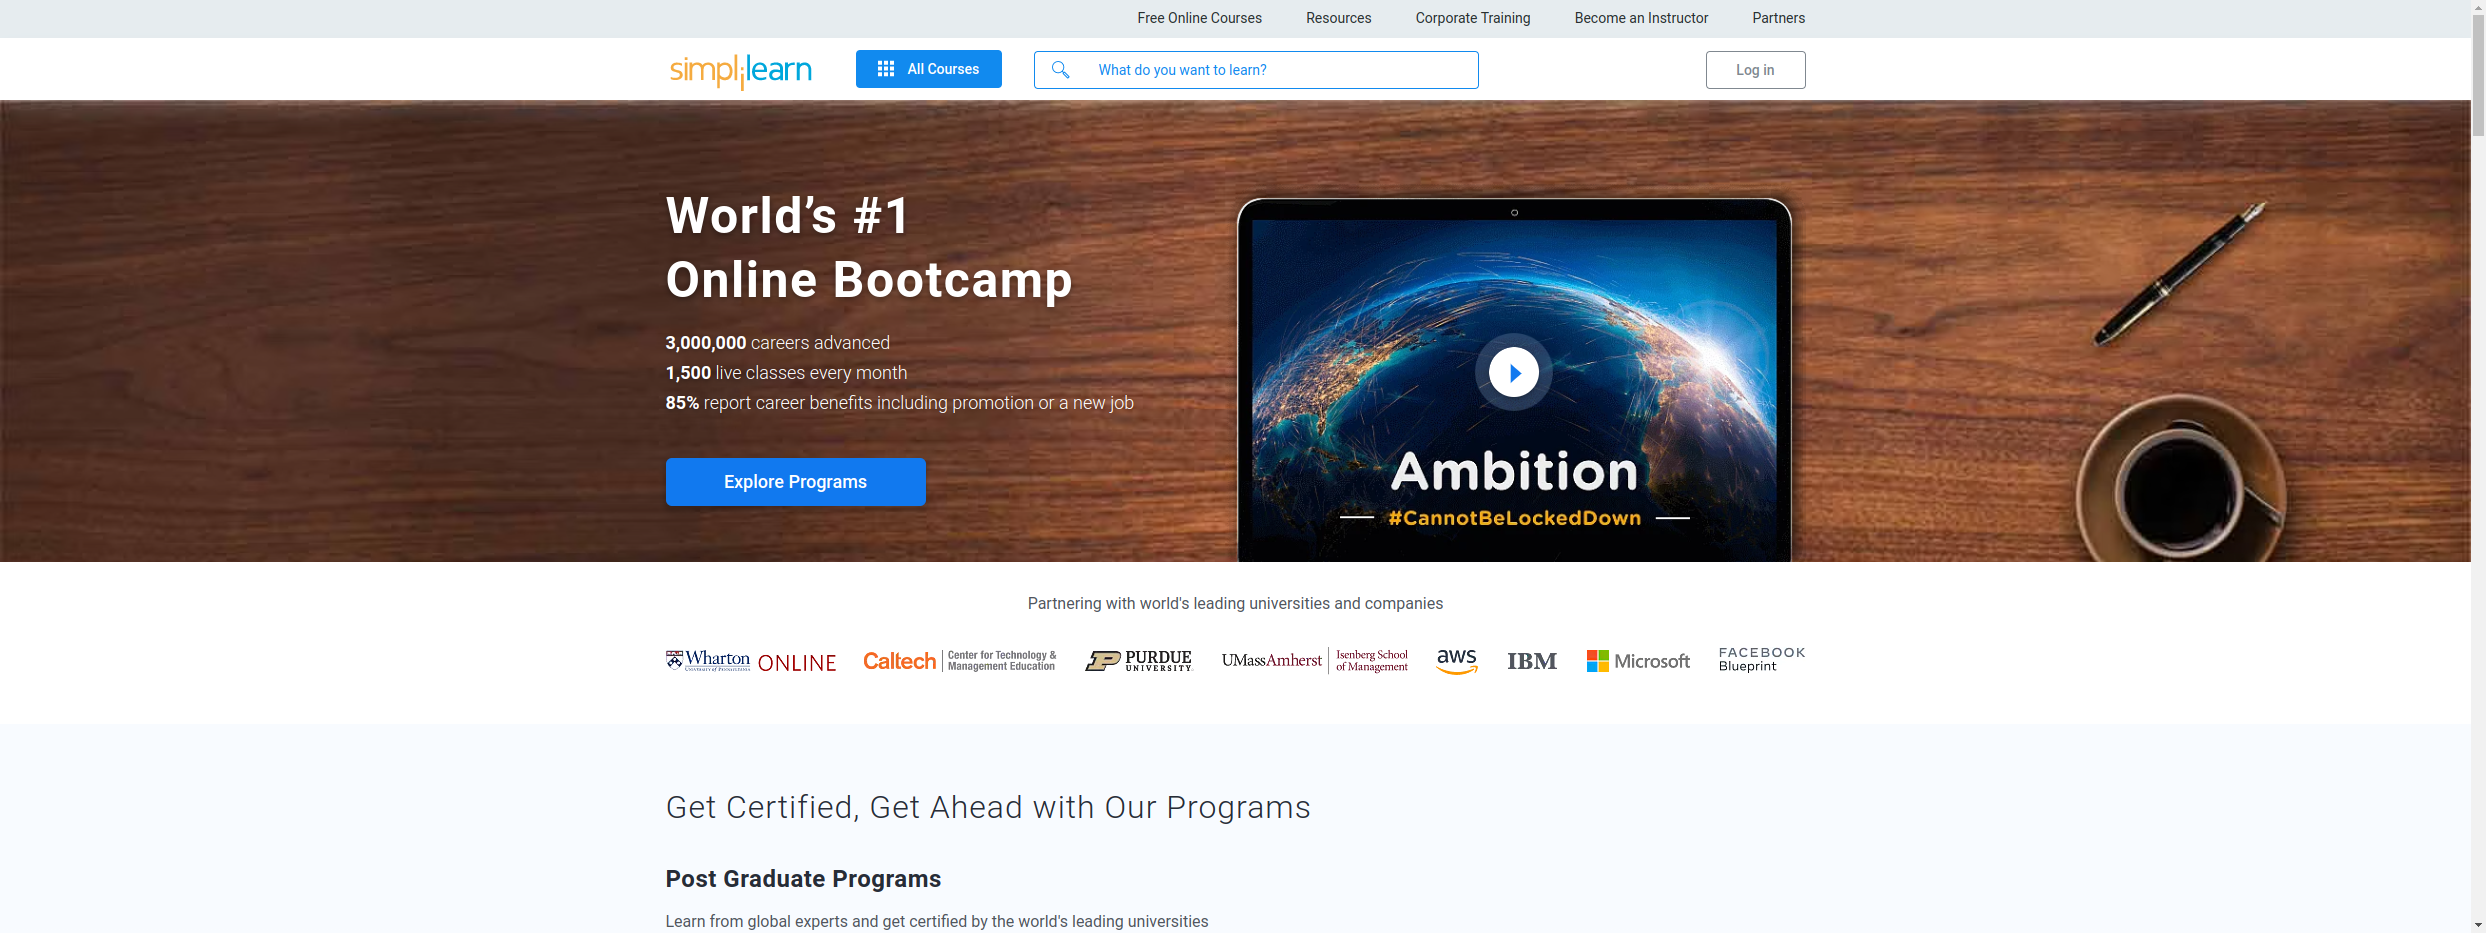 Free Online Courses Resources Corporate Training Become an Instructor Partners
simplilearn All Courses What do you want to learn? Log in
World's #1
Online Bootcamp
3,000,000 careers advanced
1,500 live classes every month
85% report career benefits including promotion or a new job
Explore Programs
Ambition
#CannotBeLockedDown
Partnering with world's leading universities and companies
Wharton ONLINE
Caltech Center for Technology &
Management Education
PURDUE
UNIVERSITY
UMassAmherst Isenberg School
of Management
aws
IBM
Microsoft
FACEBOOK
Blueprint
Get Certified, Get Ahead with Our Programs
Post Graduate Programs
Learn from global experts and get certified by the world's leading universities